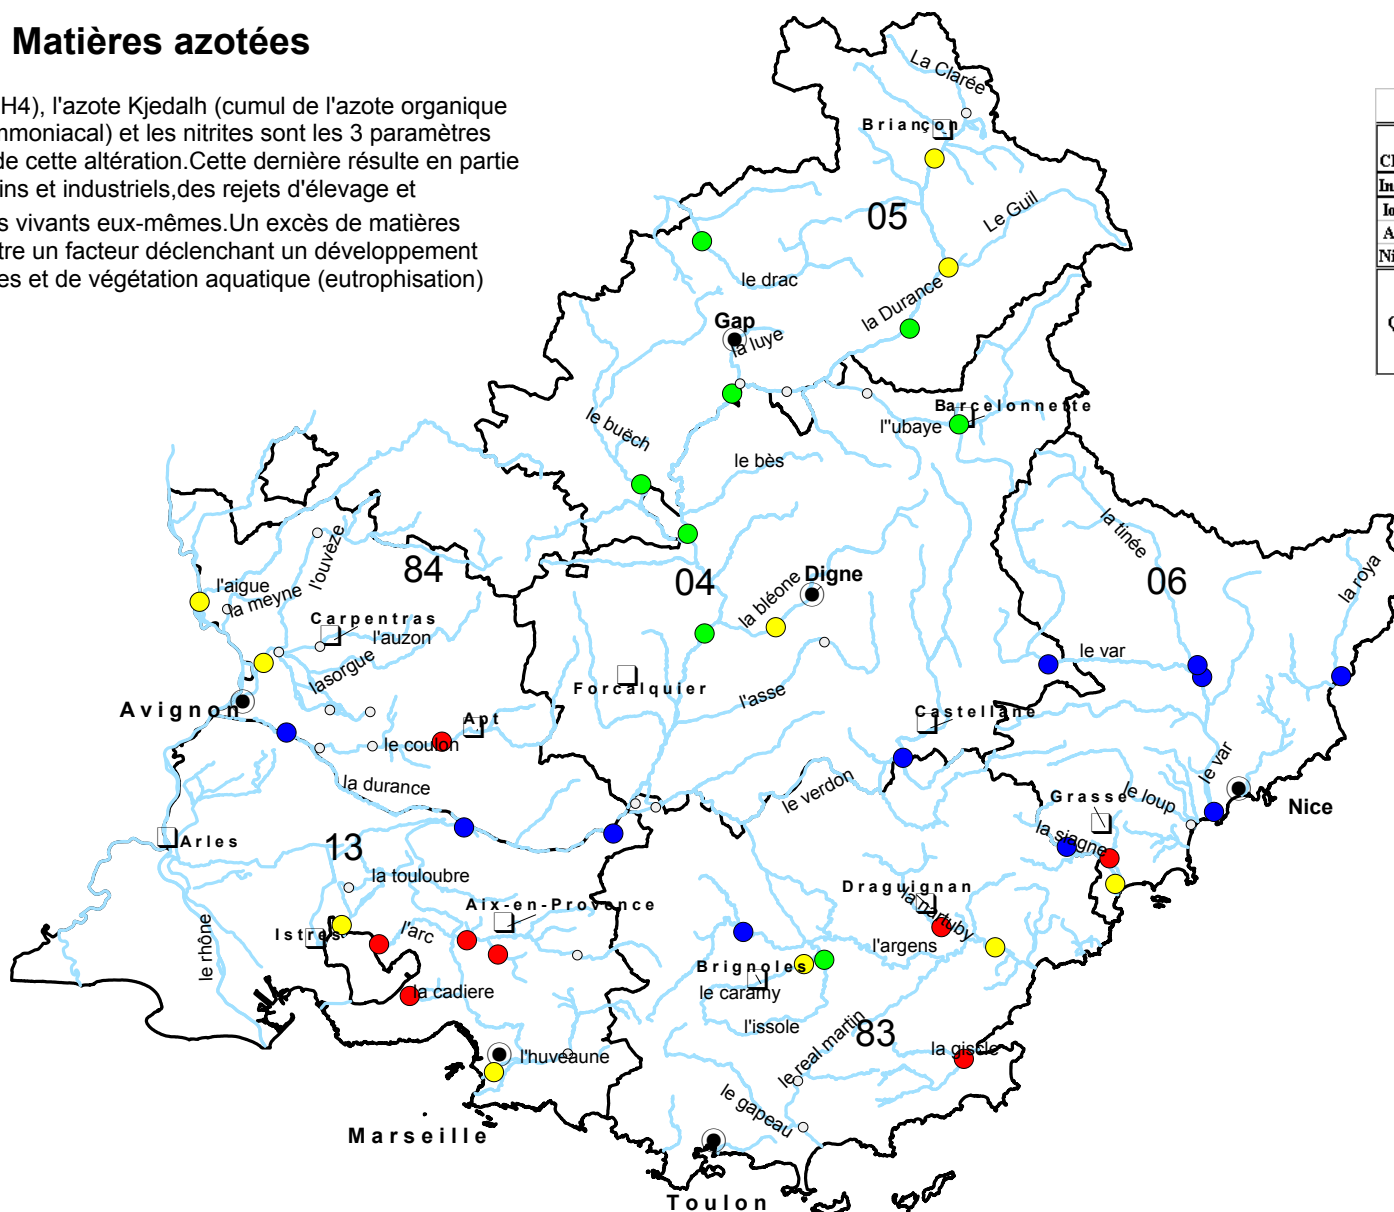 Matières azotées
H4), l'azote Kjedalh (cumul de l'azote organique
mmoniacal) et les nitrites sont les 3 paramètres
de cette altération.Cette dernière résulte en partie
ins et industriels,des rejets d'élevage et
s vivants eux-mêmes.Un excès de matières
tre un facteur déclenchant un développement
es et de végétation aquatique (eutrophisation)
La Clarée
Briançon
05
Le Guil
le drac
la Durance
Gap
la luye
Barcelonnette
l"ubaye
le buëch
le bès
la tinée
l'ouvèze
84
04
Digne
06
la roya
l'aigue
la meyne
la bléone
Carpentras
l'auzon
le var
lasorgue
Forcalquier
l'asse
Avignon
Apt
Castellane
le coulon
la durance
le verdon
le var
Grasse
le loup
Nice
Arles
13
la siagne
la touloubre
Draguignan
Aix-en-Provence
la nartuby
Istres
l'arc
l'argens
le rhône
Brignoles
la cadiere
le caramy
l'issole
le real martin
83
l'huveaune
la giscle
le gapeau
Marseille
Toulon